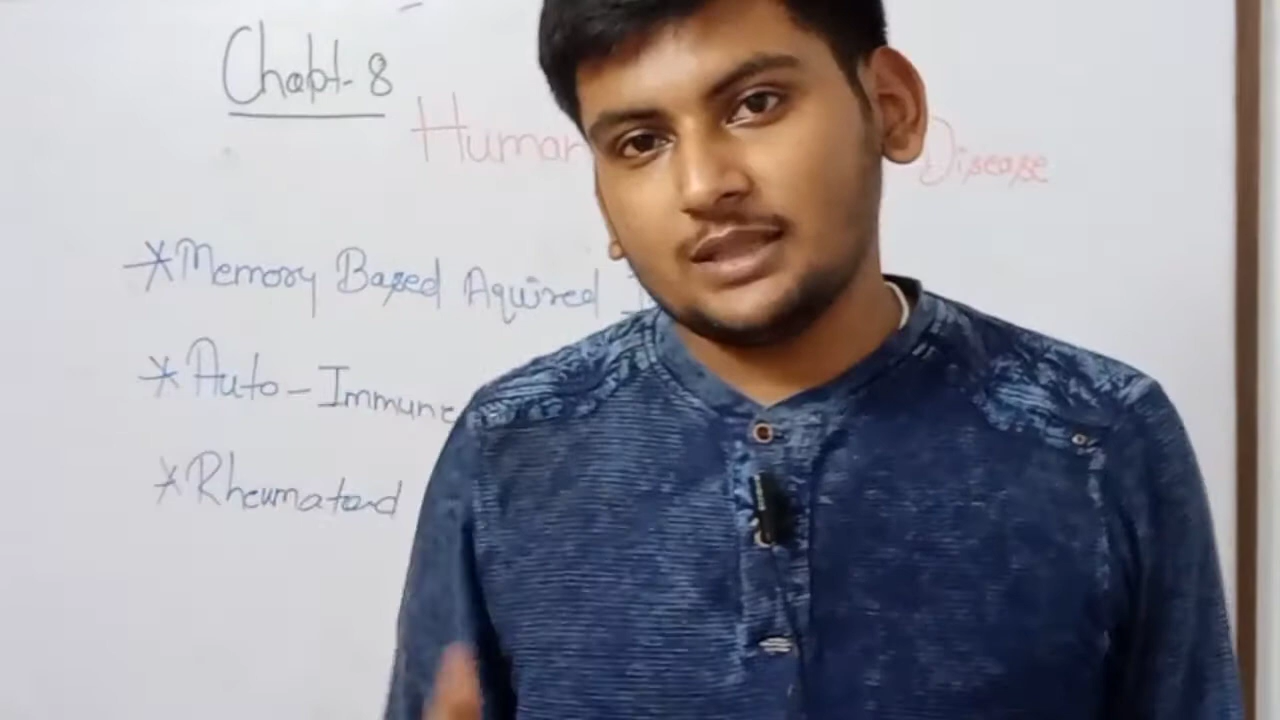 Chapt-8
Human Disease
*Memory Based Aquired
*Auto-Immune
*Rheumatoid